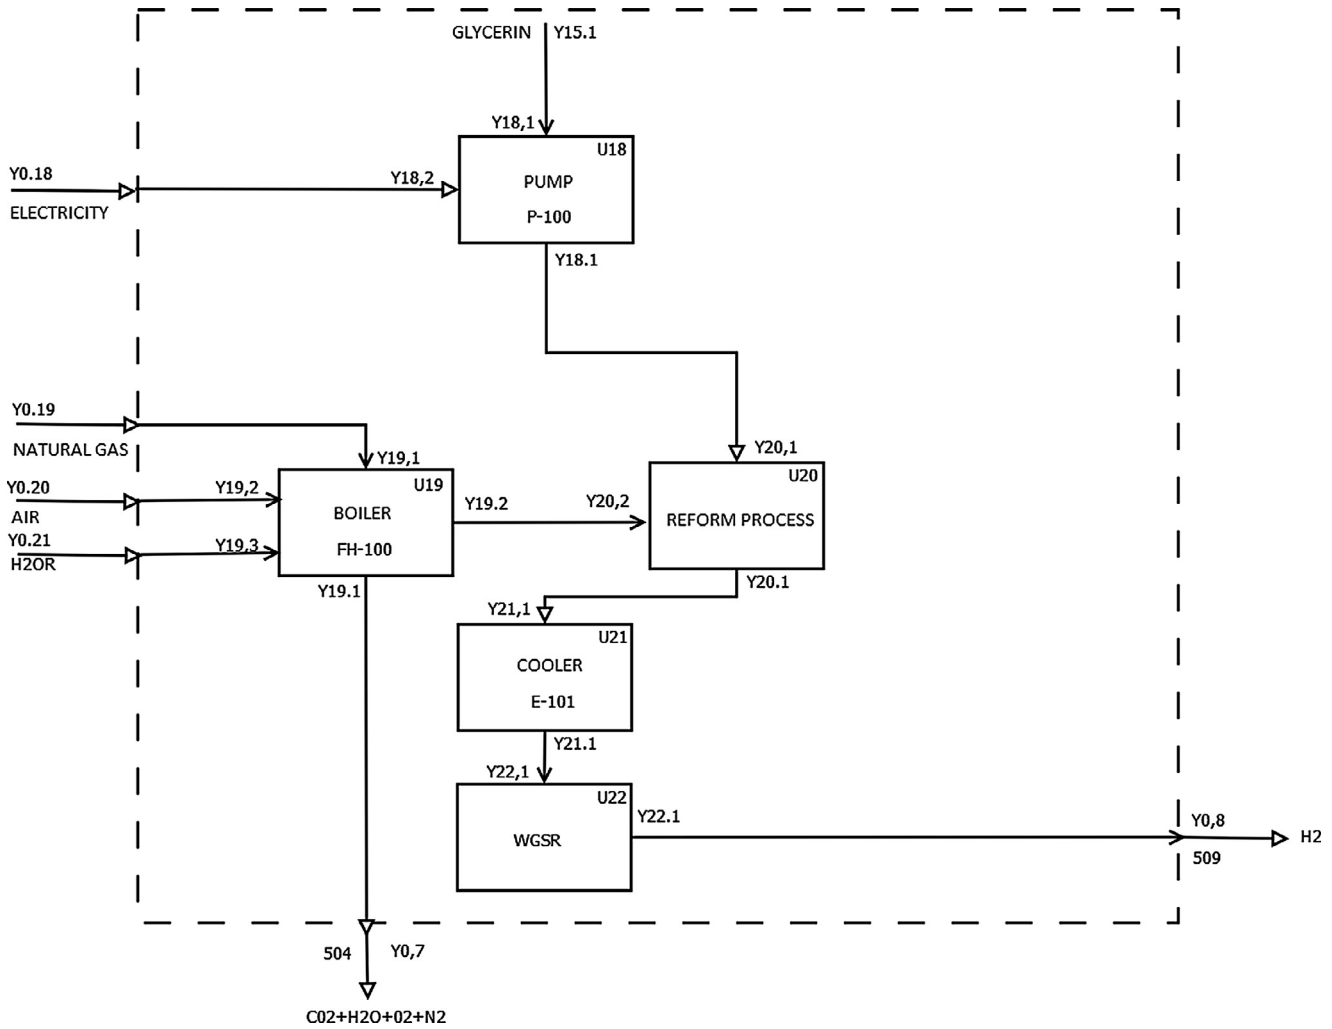 GLYCERIN Y15.1
Y18,1
U18
Y0.18
Y18,2
PUMP
ELECTRICITY
P-100
Y18.1
Y0.19
NATURAL GAS
Y19,1
Y20,1
U19
U20
Y0.20
Y19,2
Y19.2
Y20,2
AIR
BOILER
REFORM PROCESS
Y0.21
Y19,3
FH-100
H2OR
Y19.1
Y20.1
Y21,1
U21
COOLER
E-101
Y21.1
Y22,1
U22
Y22.1
Y0,8
WGSR
H2
509
504
Y0,7
C02+H2O+02+N2